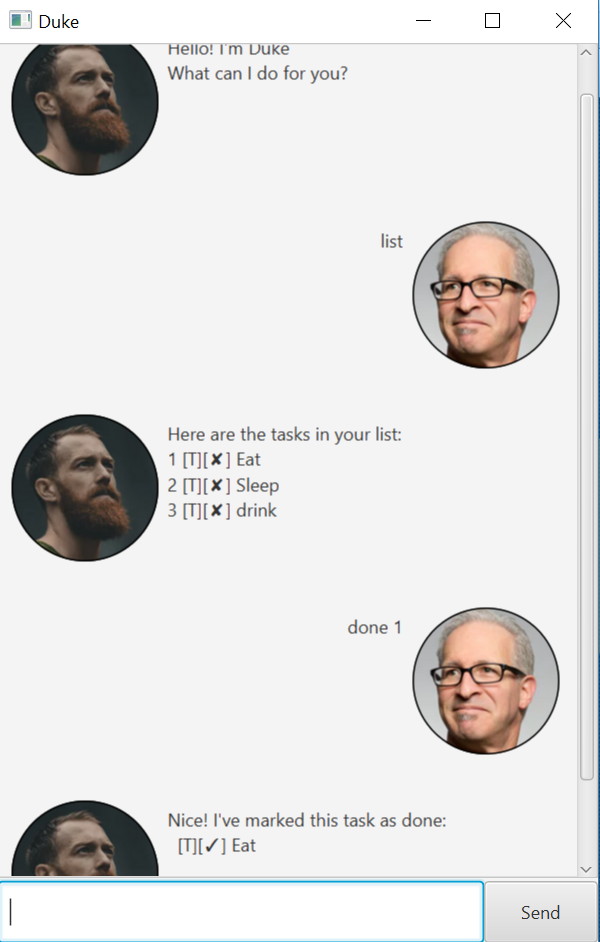 Duke
Hello! I'm Duke
What can I do for you?
list
Here are the tasks in your list:
1 [T][✘] Eat
2 [T][✘] Sleep
3 [T][✘] drink
done 1
Nice! I've marked this task as done:
[T][✓] Eat
Send